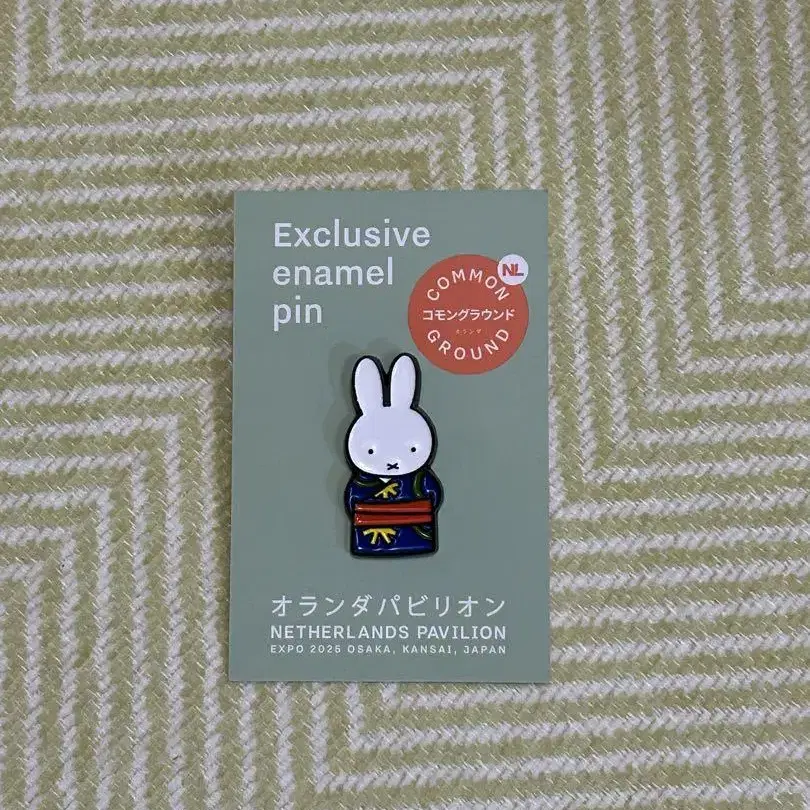 Exclusive
enamel
pin
NL
COMMON
コモングラウンド
オランダ
GROUND
オランダパビリオン
NETHERLANDS PAVILION
EXPO 2025 OSAKA, KANSAI, JAPAN